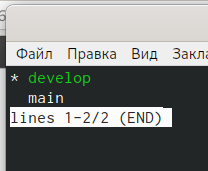 Файл Правка Вид Закла
* develop
main
lines 1-2/2 (END)